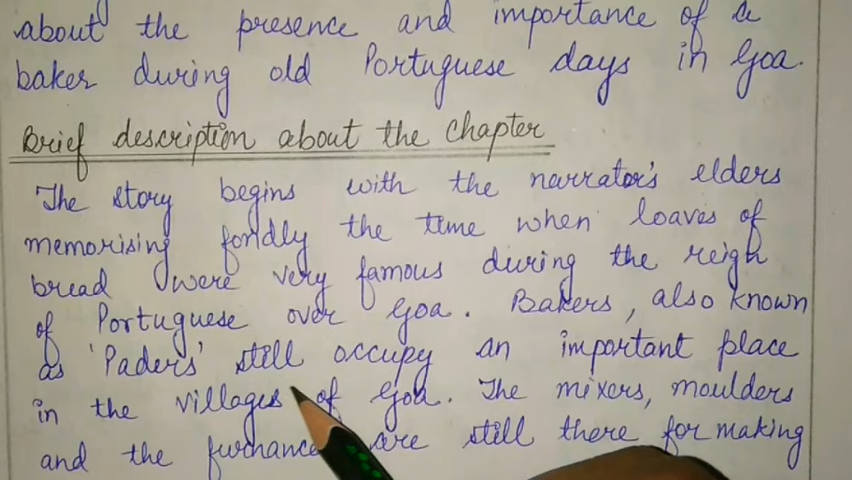 about the presence and importance of a
baker during old Portuguese days in Goa.
Brief description about the chapter
The story begins with the narrator's elders
memorising fondly the time when loaves of
bread were very famous during the reigh
of Portuguese over Goa. Bakers, also known
as 'Paders' still occupy an important place
in the villages of Goa. The mixers, moulders
and the furnance are still there for making